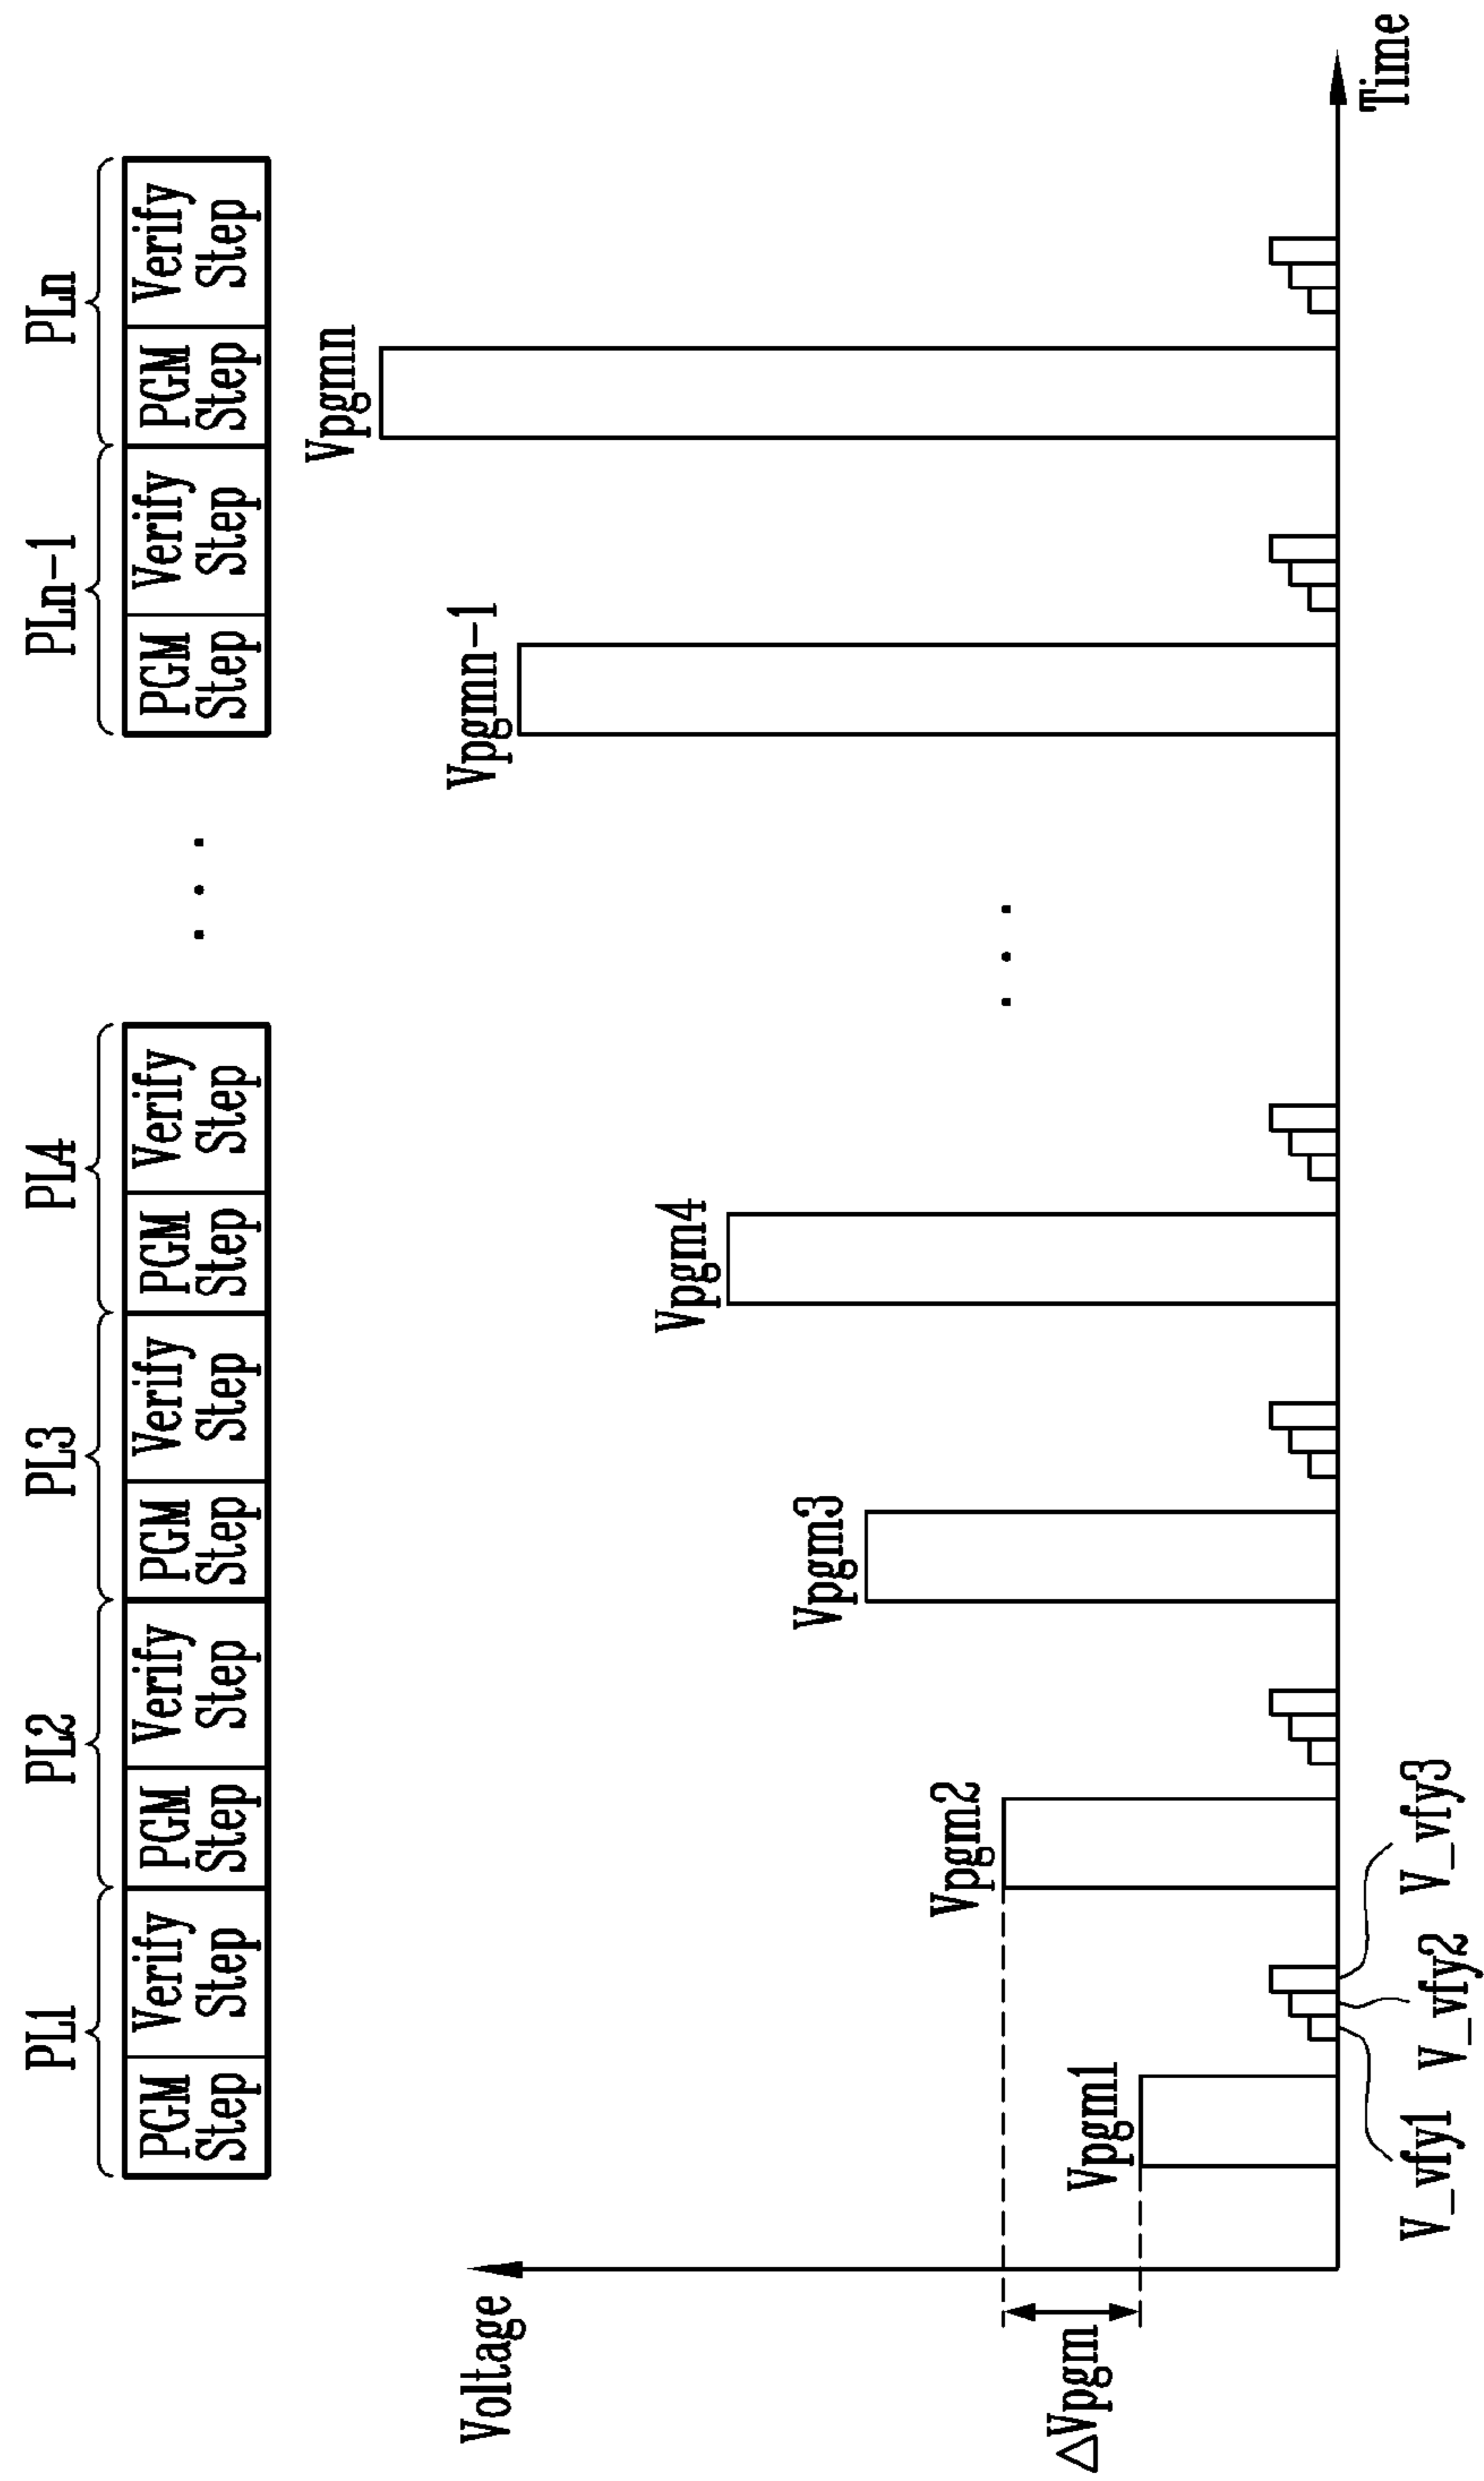 PL1 PL2 PL3 PL4 PLn-1 PLn
PGM Verify PGM Verify PGM Verify PGM Verify . . . PGM Verify PGM Verify
Step Step Step Step Step Step Step Step Step Step Step Step
Vpgmn
Voltage
Vpgmn-1
Vpgm4
Vpgm3
Vpgm2
. . .
△Vpgm
Vpgm1
Time
V_vfy1 V_vfy2 V_vfy3